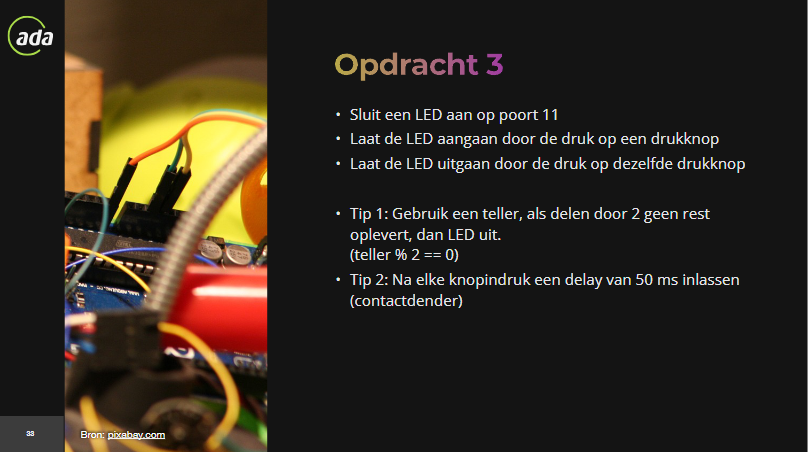 ada
Opdracht 3
• Sluit een LED aan op poort 11
• Laat de LED aangaan door de druk op een drukknop
• Laat de LED uitgaan door de druk op dezelfde drukknop
• Tip 1: Gebruik een teller, als delen door 2 geen rest
oplevert, dan LED uit.
(teller % 2 == 0)
• Tip 2: Na elke knopindruk een delay van 50 ms inlassen
(contactdender)
33
Bron: pixabay.com